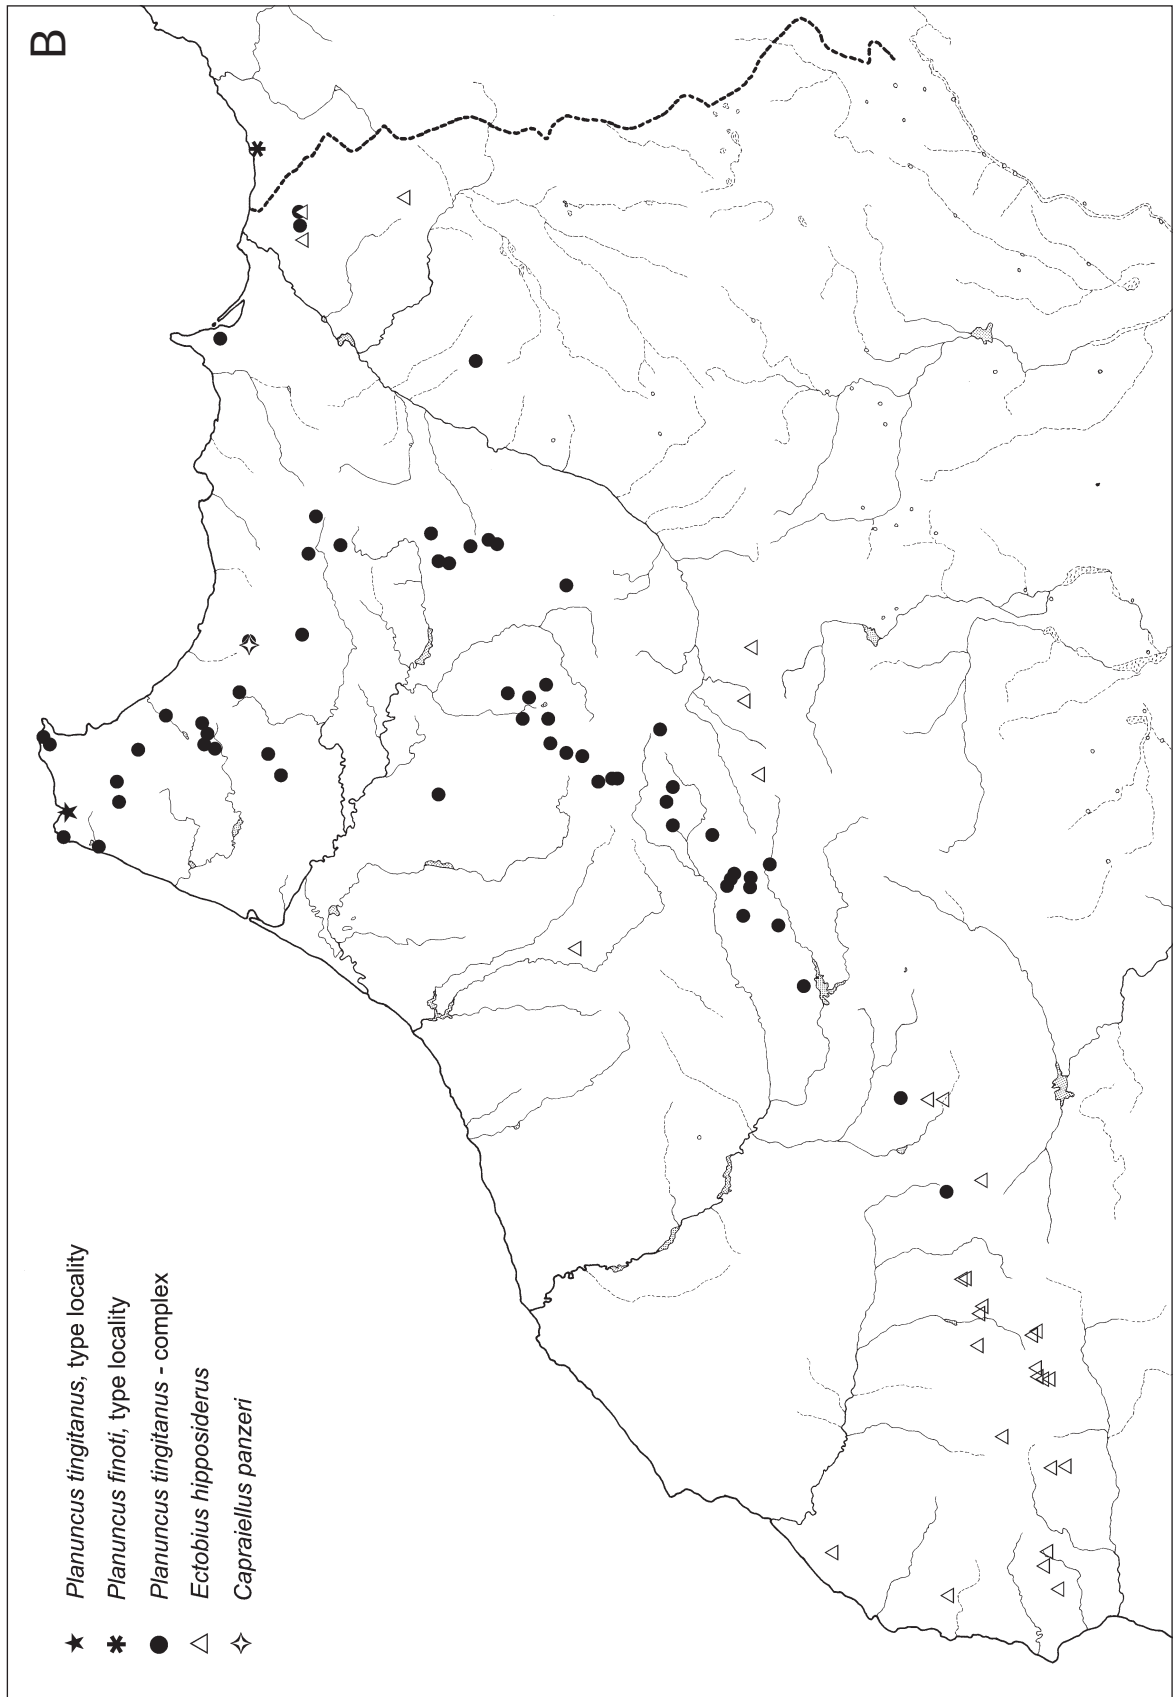 B
Planuncus tingitanus, type locality
Planuncus finoti, type locality
Planuncus tingitanus - complex
Ectobius hipposiderus
Capraiellus panzeri